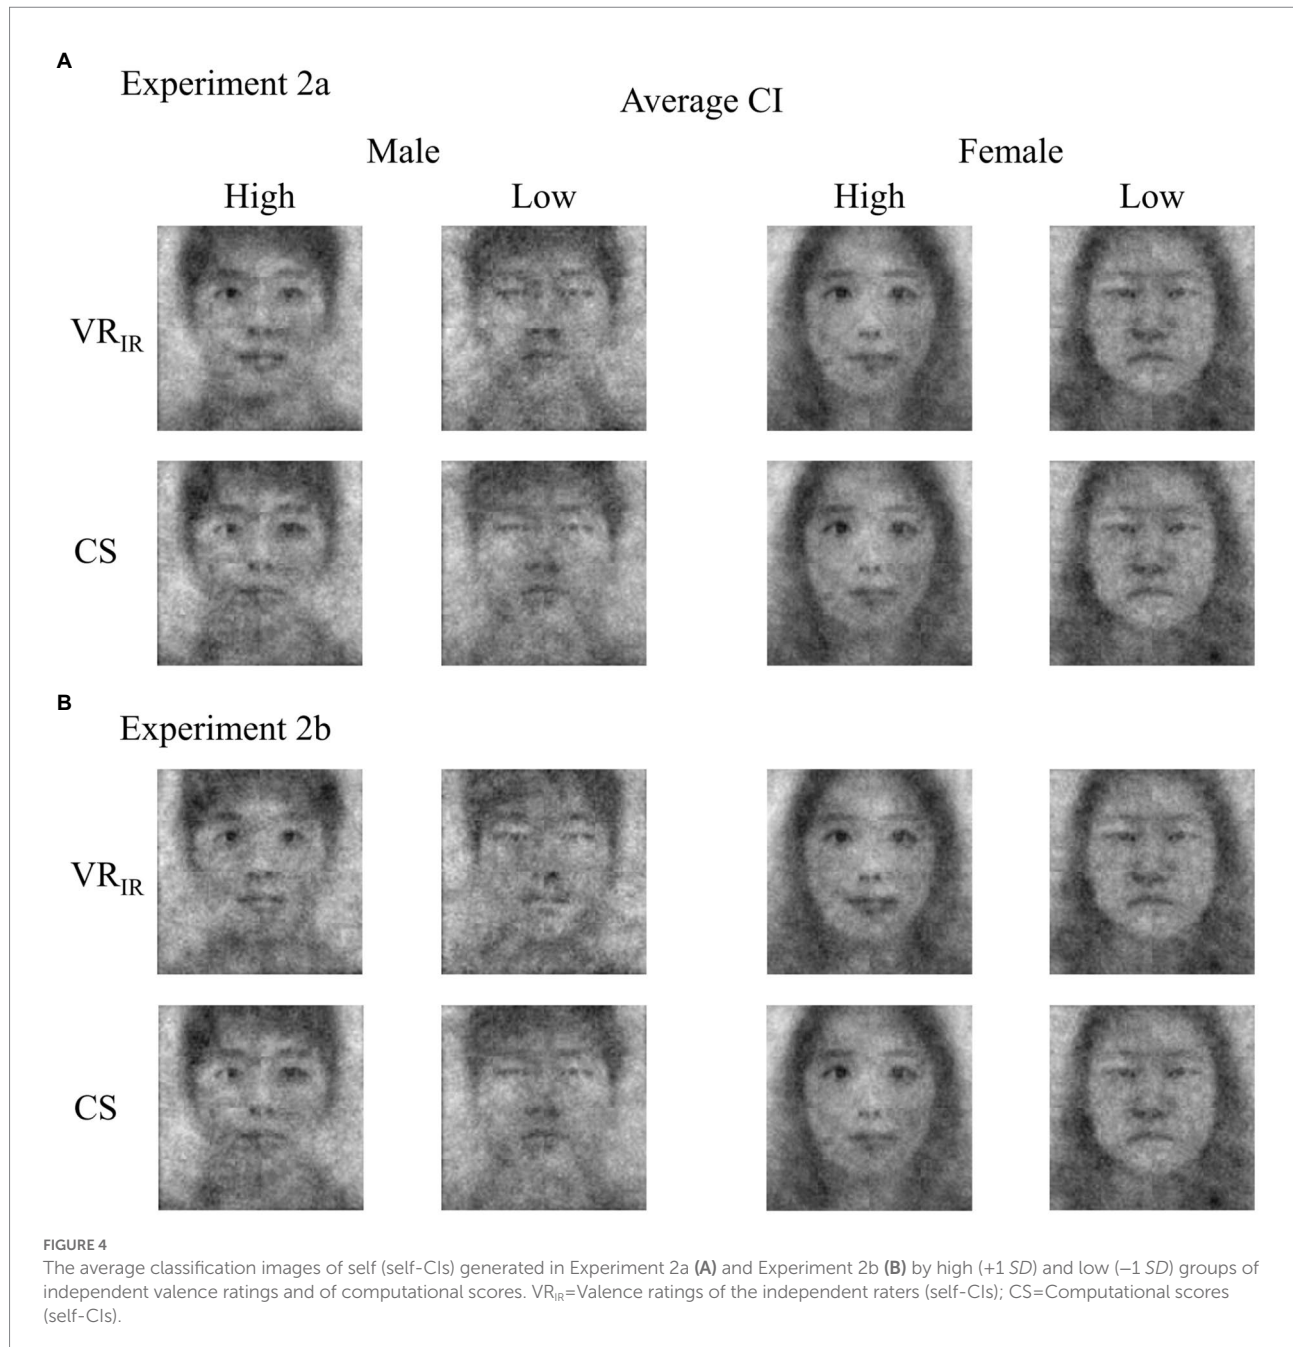 A
Experiment 2a
Average CI
Male Female
High Low High Low
VRIR
CS
B
Experiment 2b
VRIR
CS
FIGURE 4
The average classification images of self (self-CIs) generated in Experiment 2a (A) and Experiment 2b (B) by high (+1 SD) and low (−1 SD) groups of
independent valence ratings and of computational scores. VRIR=Valence ratings of the independent raters (self-CIs); CS=Computational scores
(self-CIs).